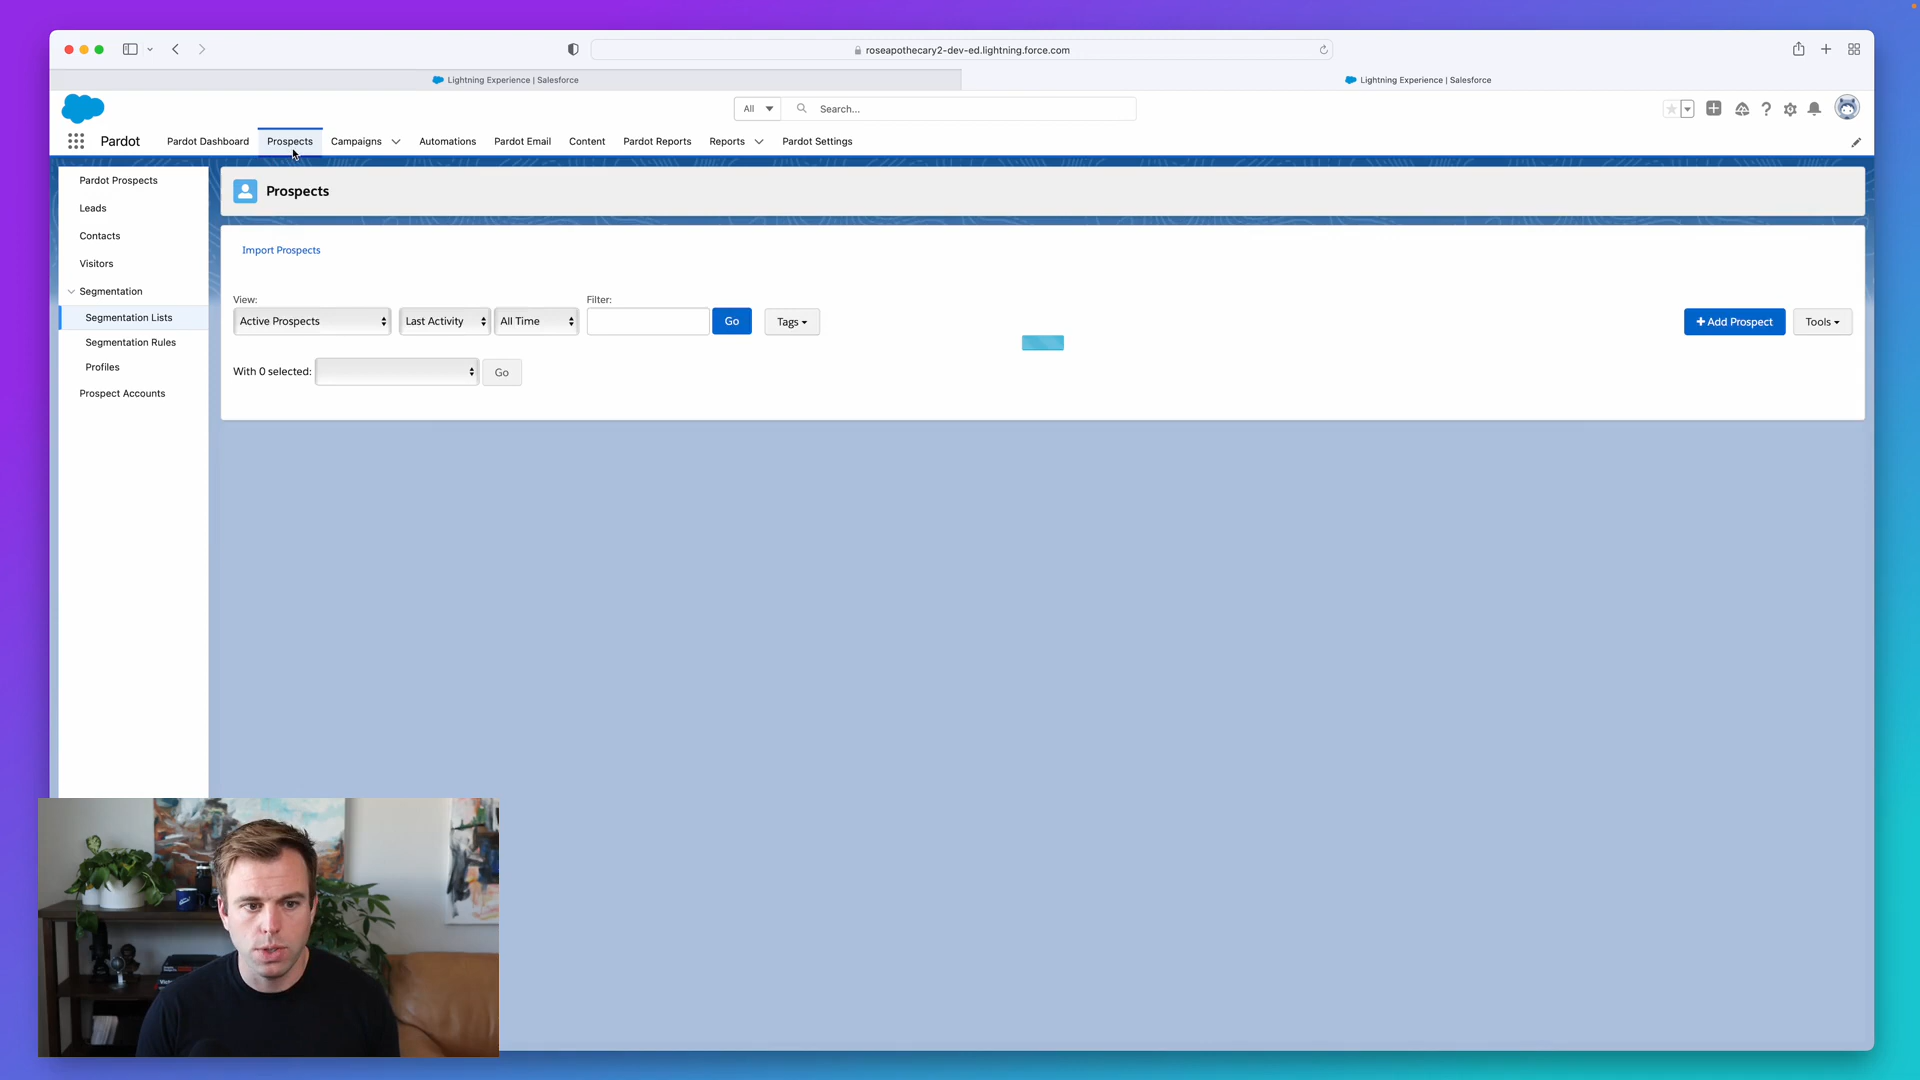 roseapothecary2-dev-ed.lightning.force.com
Lightning Experience | Salesforce
Lightning Experience | Salesforce
All
Search...
Pardot
Pardot Dashboard
Prospects
Campaigns
Automations
Pardot Email
Content
Pardot Reports
Reports
Pardot Settings
Pardot Prospects
Leads
Contacts
Visitors
Segmentation
Segmentation Lists
Segmentation Rules
Profiles
Prospect Accounts
Prospects
Import Prospects
View:
Filter:
Active Prospects
Last Activity
All Time
Go
Tags
+ Add Prospect
Tools
With 0 selected:
Go